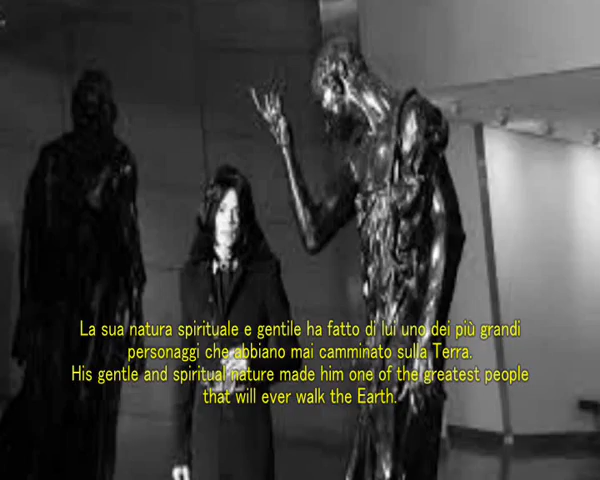 La sua natura spirituale e gentile ha fatto di lui uno dei più grandi
personaggi che abbiano mai camminato sulla Terra.
His gentle and spiritual nature made him one of the greatest people
that will ever walk the Earth.